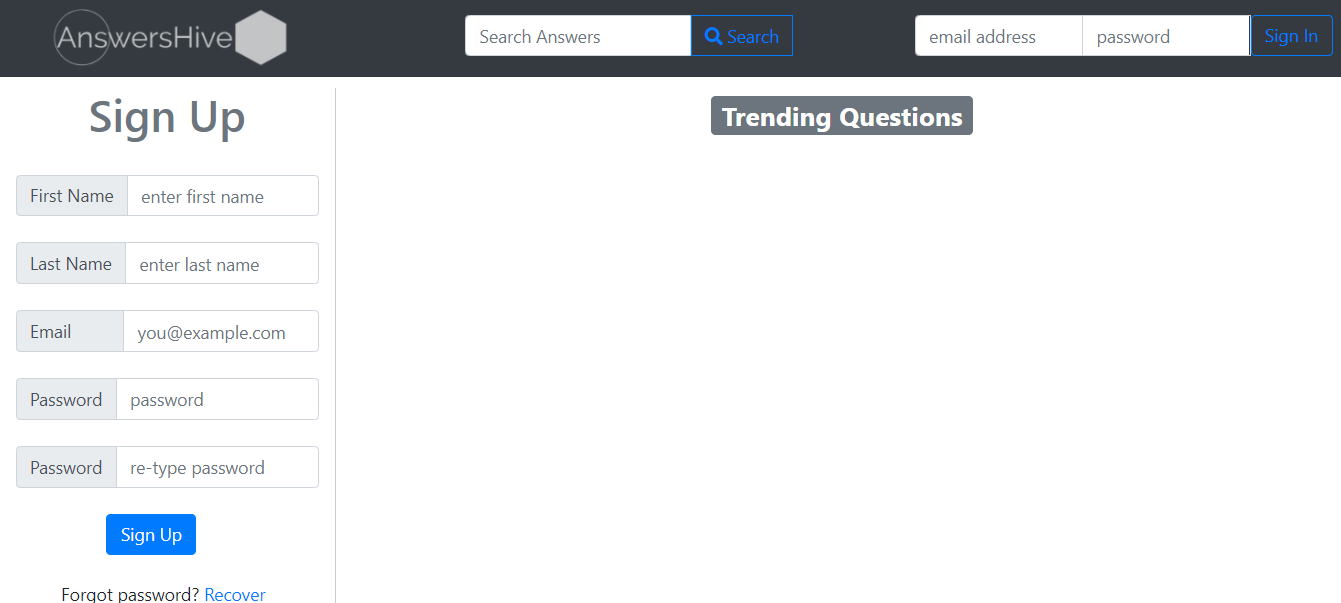 AnswersHive
Search Answers
Search
email address
password
Sign In
Sign Up
First Name
enter first name
Last Name
enter last name
Email
you@example.com
Password
password
Password
re-type password
Sign Up
Forgot password? Recover
Trending Questions